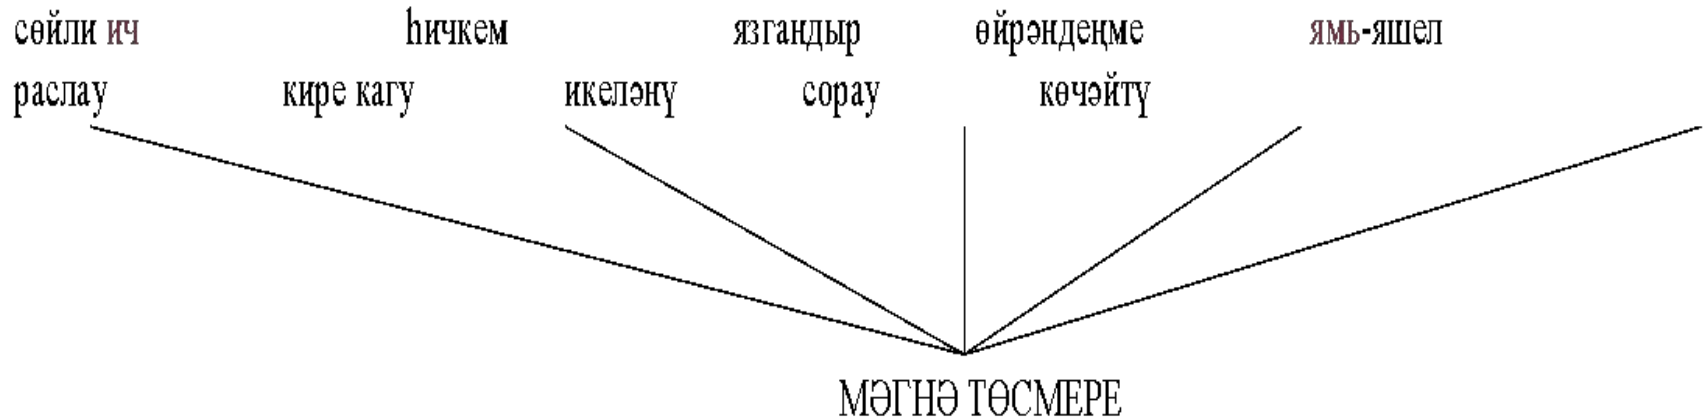 сөйли ич һичкем язгандыр өйрәндеңме ямь-яшел
раслау кире кагу икеләнү сорау көчәйтү
МӘГНӘ ТӨСМЕРЕ